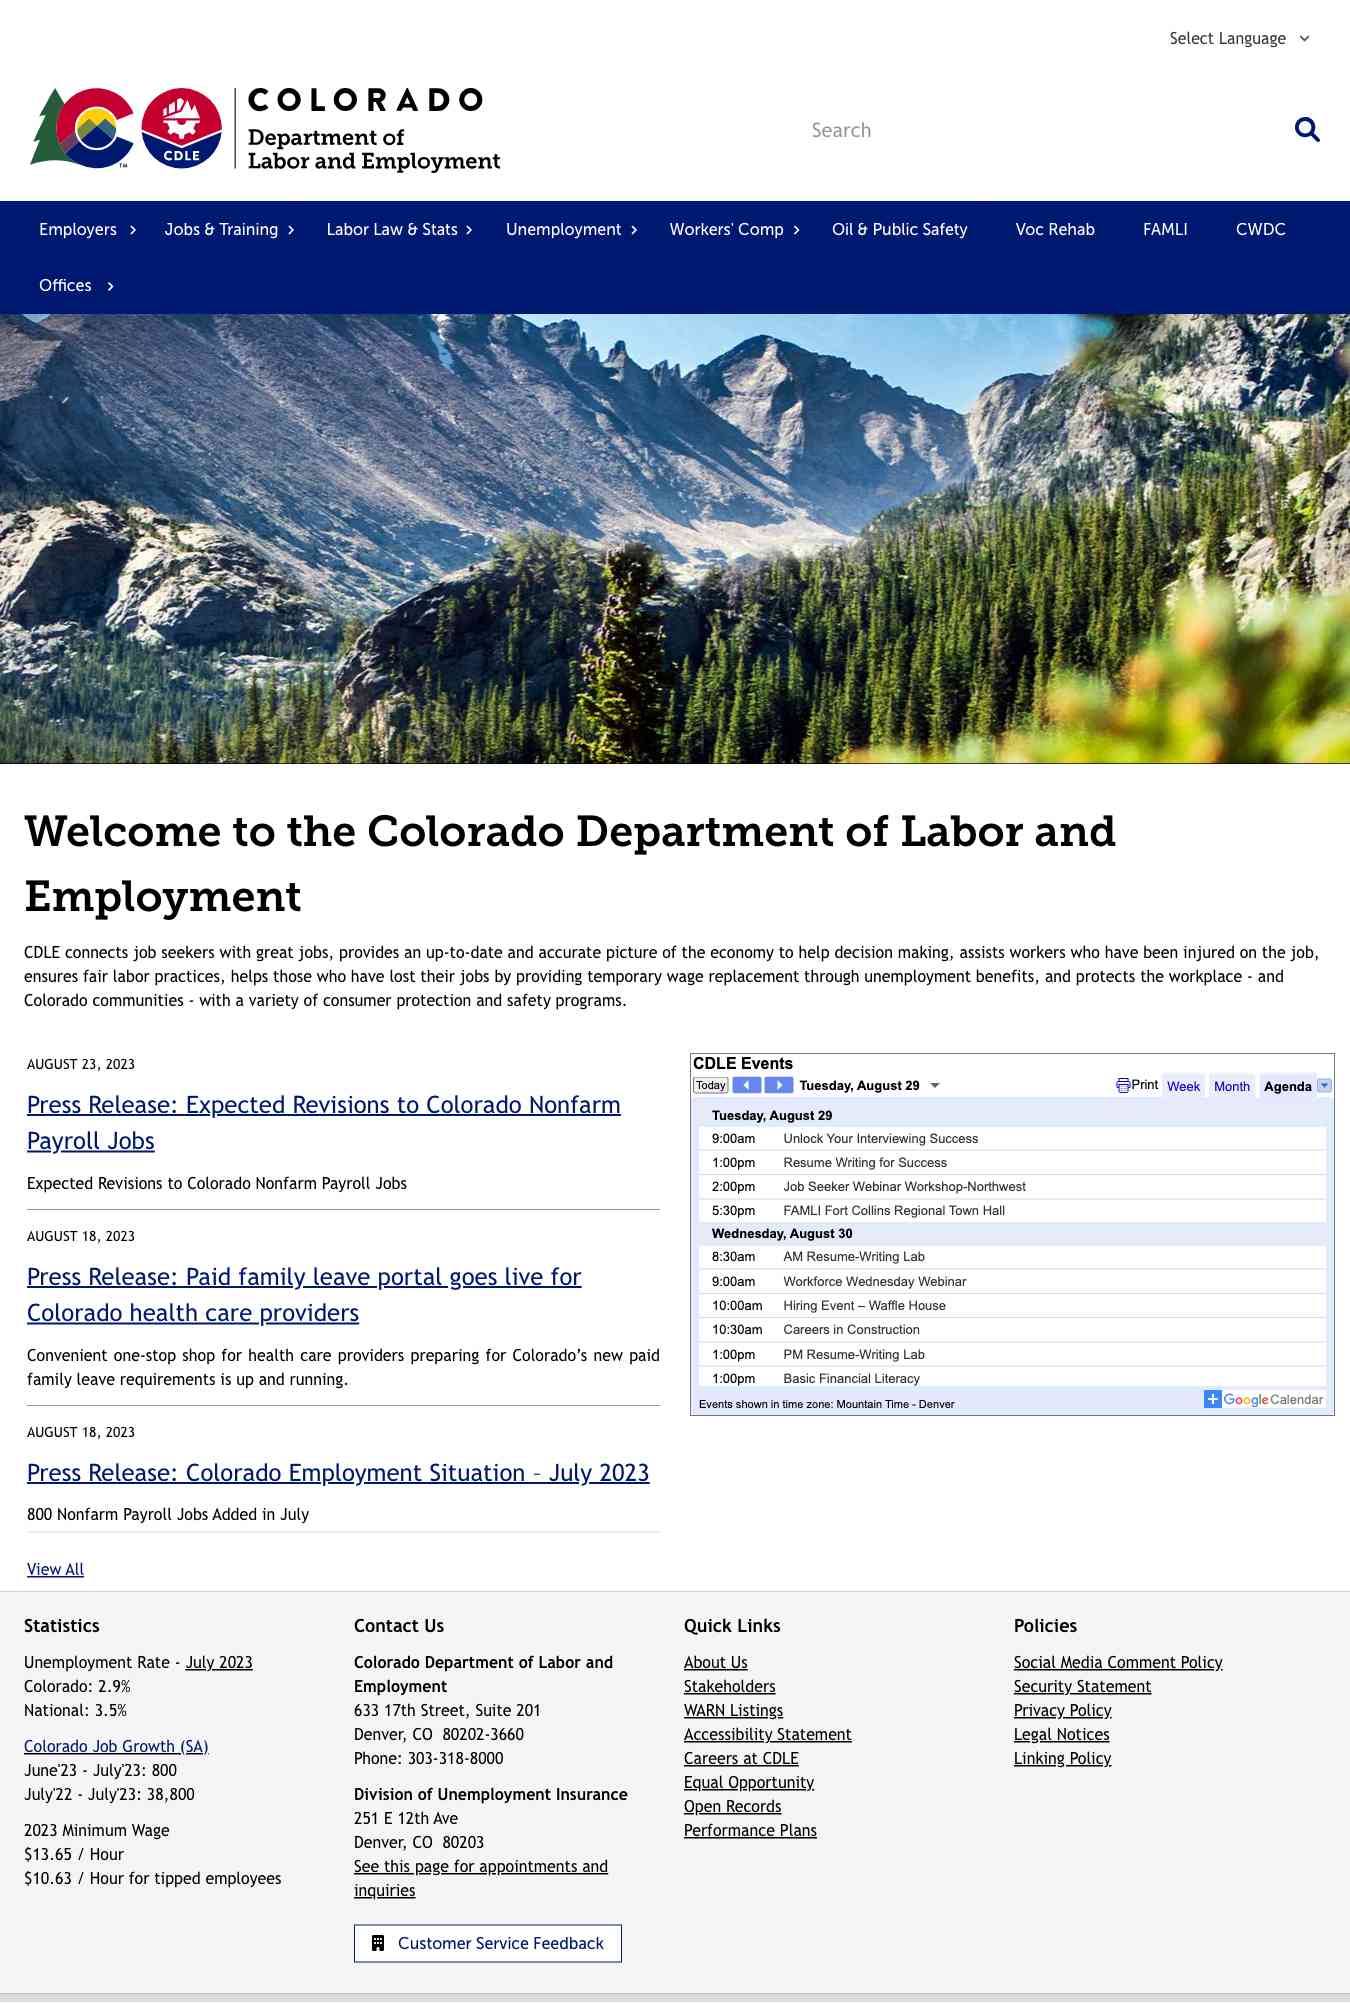 Select Language
COLORADO
Department of
Labor and Employment
CDLE
TM
Search
Employers
Jobs & Training
Labor Law & Stats
Unemployment
Workers' Comp
Oil & Public Safety
Voc Rehab
FAMLI
CWDC
Offices
Welcome to the Colorado Department of Labor and
Employment
CDLE connects job seekers with great jobs, provides an up-to-date and accurate picture of the economy to help decision making, assists workers who have been injured on the job,
ensures fair labor practices, helps those who have lost their jobs by providing temporary wage replacement through unemployment benefits, and protects the workplace - and
Colorado communities - with a variety of consumer protection and safety programs.
AUGUST 23, 2023
Press Release: Expected Revisions to Colorado Nonfarm
Payroll Jobs
Expected Revisions to Colorado Nonfarm Payroll Jobs
AUGUST 18, 2023
Press Release: Paid family leave portal goes live for
Colorado health care providers
Convenient one-stop shop for health care providers preparing for Colorado’s new paid
family leave requirements is up and running.
AUGUST 18, 2023
Press Release: Colorado Employment Situation – July 2023
800 Nonfarm Payroll Jobs Added in July
View All
CDLE Events
Today Tuesday, August 29 Print Week Month Agenda
Tuesday, August 29
9:00am Unlock Your Interviewing Success
1:00pm Resume Writing for Success
2:00pm Job Seeker Webinar Workshop-Northwest
5:30pm FAMLI Fort Collins Regional Town Hall
Wednesday, August 30
8:30am AM Resume-Writing Lab
9:00am Workforce Wednesday Webinar
10:00am Hiring Event – Waffle House
10:30am Careers in Construction
1:00pm PM Resume-Writing Lab
1:00pm Basic Financial Literacy
Events shown in time zone: Mountain Time - Denver
Google Calendar
Statistics
Unemployment Rate - July 2023
Colorado: 2.9%
National: 3.5%
Colorado Job Growth (SA)
June'23 - July'23: 800
July'22 - July'23: 38,800
2023 Minimum Wage
$13.65 / Hour
$10.63 / Hour for tipped employees
Contact Us
Colorado Department of Labor and
Employment
633 17th Street, Suite 201
Denver, CO  80202-3660
Phone: 303-318-8000
Division of Unemployment Insurance
251 E 12th Ave
Denver, CO  80203
See this page for appointments and
inquiries
Customer Service Feedback
Quick Links
About Us
Stakeholders
WARN Listings
Accessibility Statement
Careers at CDLE
Equal Opportunity
Open Records
Performance Plans
Policies
Social Media Comment Policy
Security Statement
Privacy Policy
Legal Notices
Linking Policy